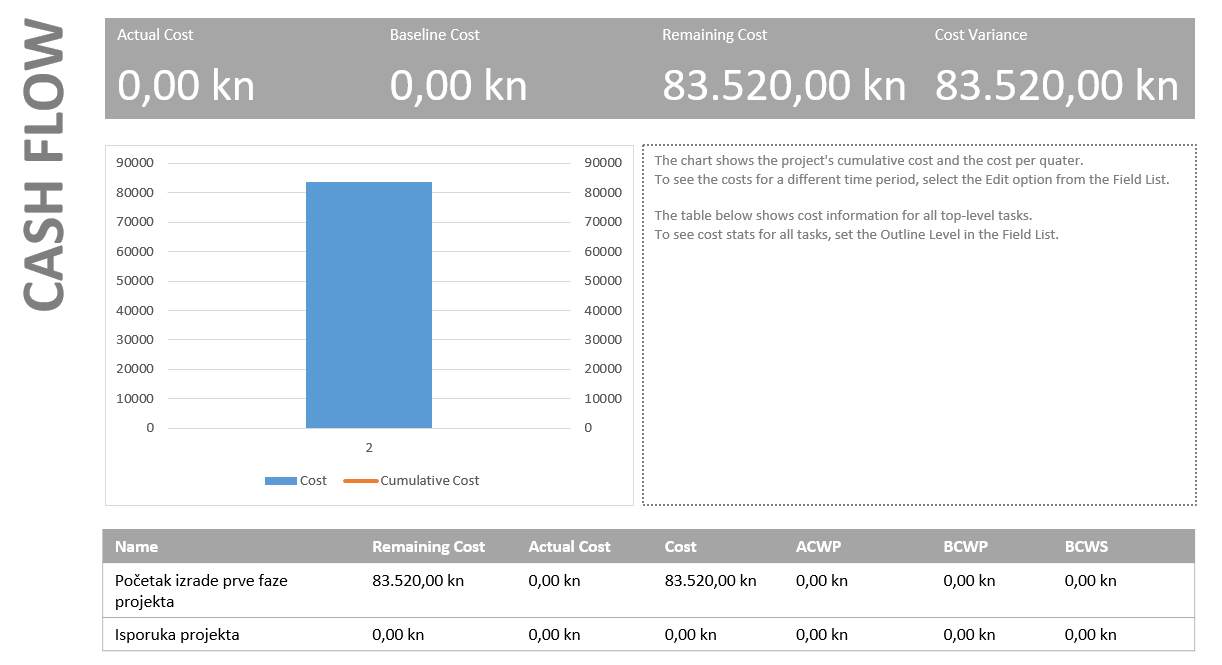 CASH FLOW
Actual Cost Baseline Cost Remaining Cost Cost Variance
0,00 kn 0,00 kn 83.520,00 kn 83.520,00 kn
90000 90000
80000 80000
70000 70000
60000 60000
50000 50000
40000 40000
30000 30000
20000 20000
10000 10000
0 0
2
Cost Cumulative Cost
The chart shows the project's cumulative cost and the cost per quater.
To see the costs for a different time period, select the Edit option from the Field List.
The table below shows cost information for all top-level tasks.
To see cost stats for all tasks, set the Outline Level in the Field List.
Name Remaining Cost Actual Cost Cost ACWP BCWP BCWS
Početak izrade prve faze 83.520,00 kn 0,00 kn 83.520,00 kn 0,00 kn 0,00 kn 0,00 kn
projekta
Isporuka projekta 0,00 kn 0,00 kn 0,00 kn 0,00 kn 0,00 kn 0,00 kn